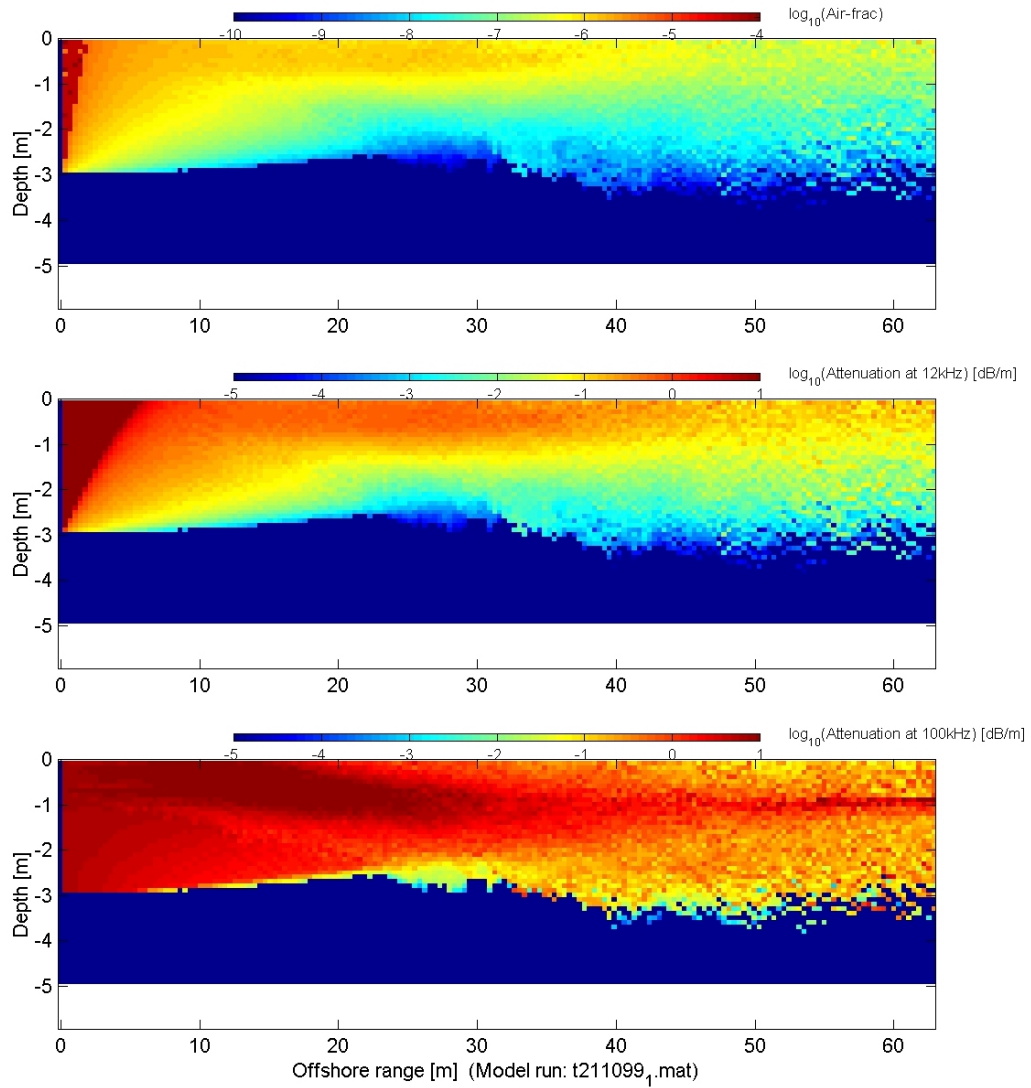 log10(Air-frac)
-10 -9 -8 -7 -6 -5 -4
0
-1
-2
-3
-4
-5
Depth [m]
0 10 20 30 40 50 60
log10(Attenuation at 12kHz) [dB/m]
-5 -4 -3 -2 -1 0 1
0
-1
-2
-3
-4
-5
Depth [m]
0 10 20 30 40 50 60
log10(Attenuation at 100kHz) [dB/m]
-5 -4 -3 -2 -1 0 1
0
-1
-2
-3
-4
-5
Depth [m]
0 10 20 30 40 50 60
Offshore range [m] (Model run: t2110991.mat)